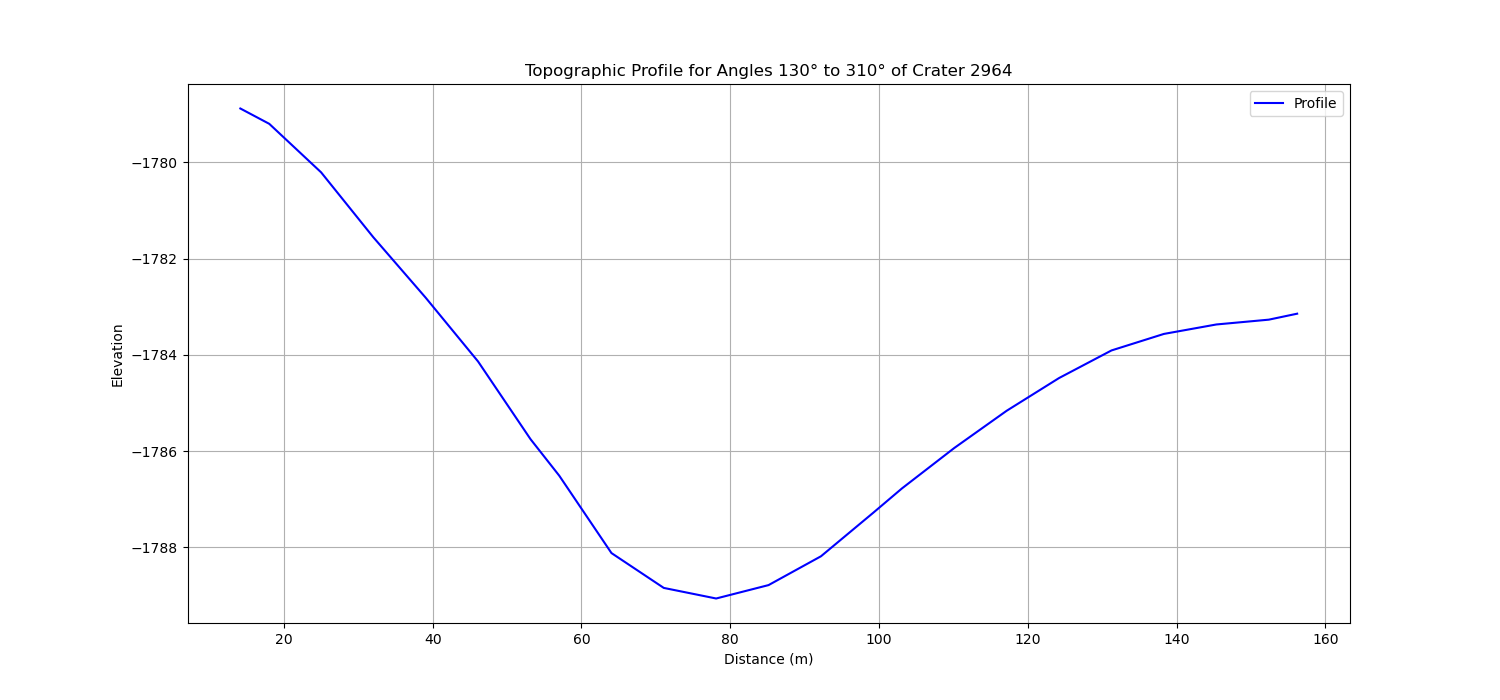 Topographic Profile for Angles 130° to 310° of Crater 2964
Profile
−1780
−1782
−1784
−1786
−1788
Elevation
20 40 60 80 100 120 140 160
Distance (m)